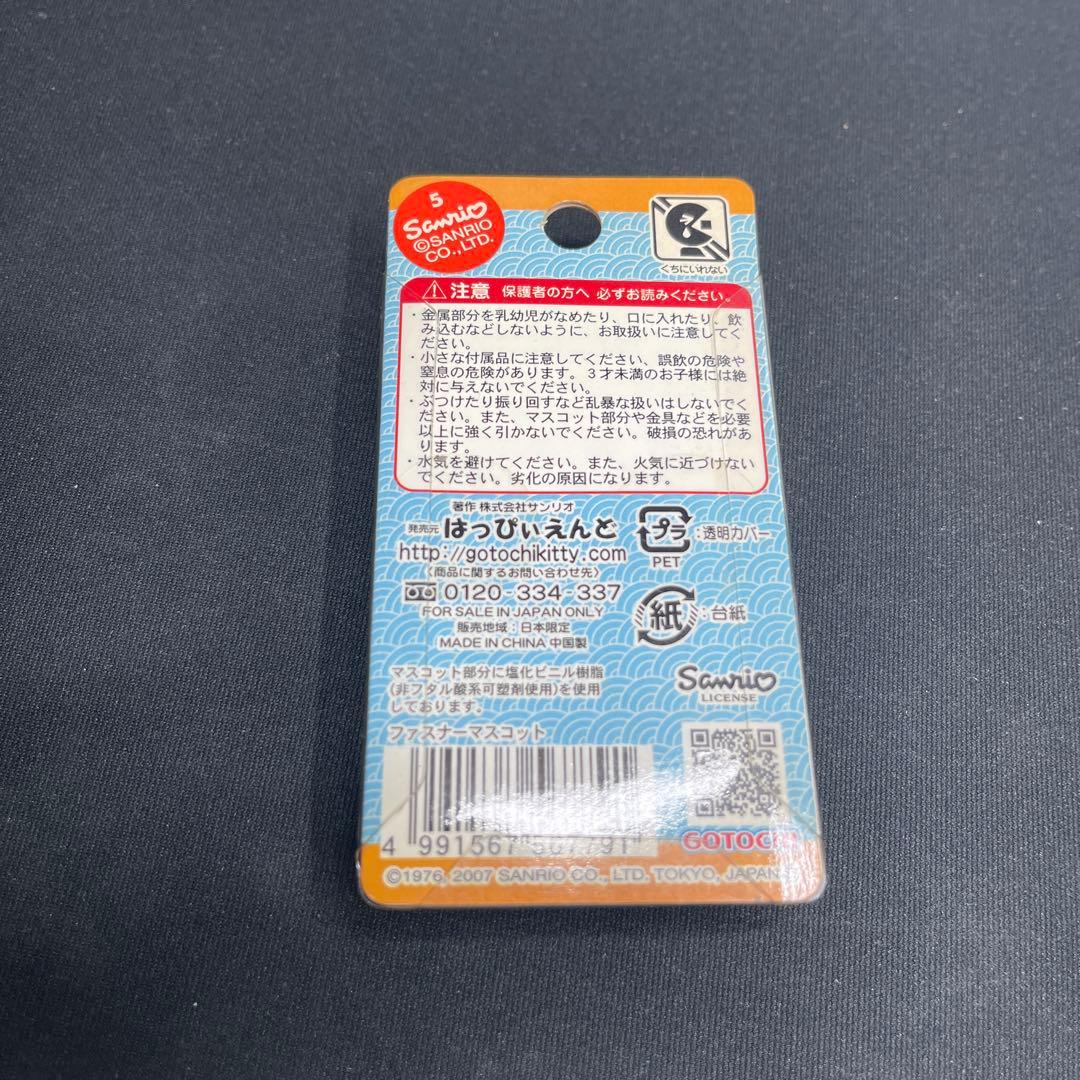 5
Sanrio
©SANRIO
CO.,LTD.
くちにいれない
注意 保護者の方へ 必ずお読みください。
・金属部分を乳幼児がなめたり、口に入れたり、飲
み込むなどしないように、お取扱いに注意してく
ださい。
・小さな付属品に注意してください、誤飲の危険や
窒息の危険があります。3才未満のお子様には絶
対に与えないでください。
・ぶつけたり振り回すなど乱暴な扱いはしないでく
ださい。また、マスコット部分や金具などを必要
以上に強く引かないでください。破損の恐れがあ
ります。
・水気を避けてください。また、火気に近づけない
でください。劣化の原因になります。
著作 株式会社サンリオ
発売元 はっぴぃえんど
http://gotochikitty.com
〈商品に関するお問い合わせ先〉
0120-334-337
FOR SALE IN JAPAN ONLY
販売地域:日本限定
MADE IN CHINA 中国製
プラ :透明カバー
PET
紙 :台紙
マスコット部分に塩化ビニル樹脂
(非フタル酸系可塑剤使用)を使用
しております。
Sanrio
LICENSE
ファスナーマスコット
4 991567
GOTOCHI
©1976, 2007 SANRIO CO., LTD. TOKYO, JAPAN